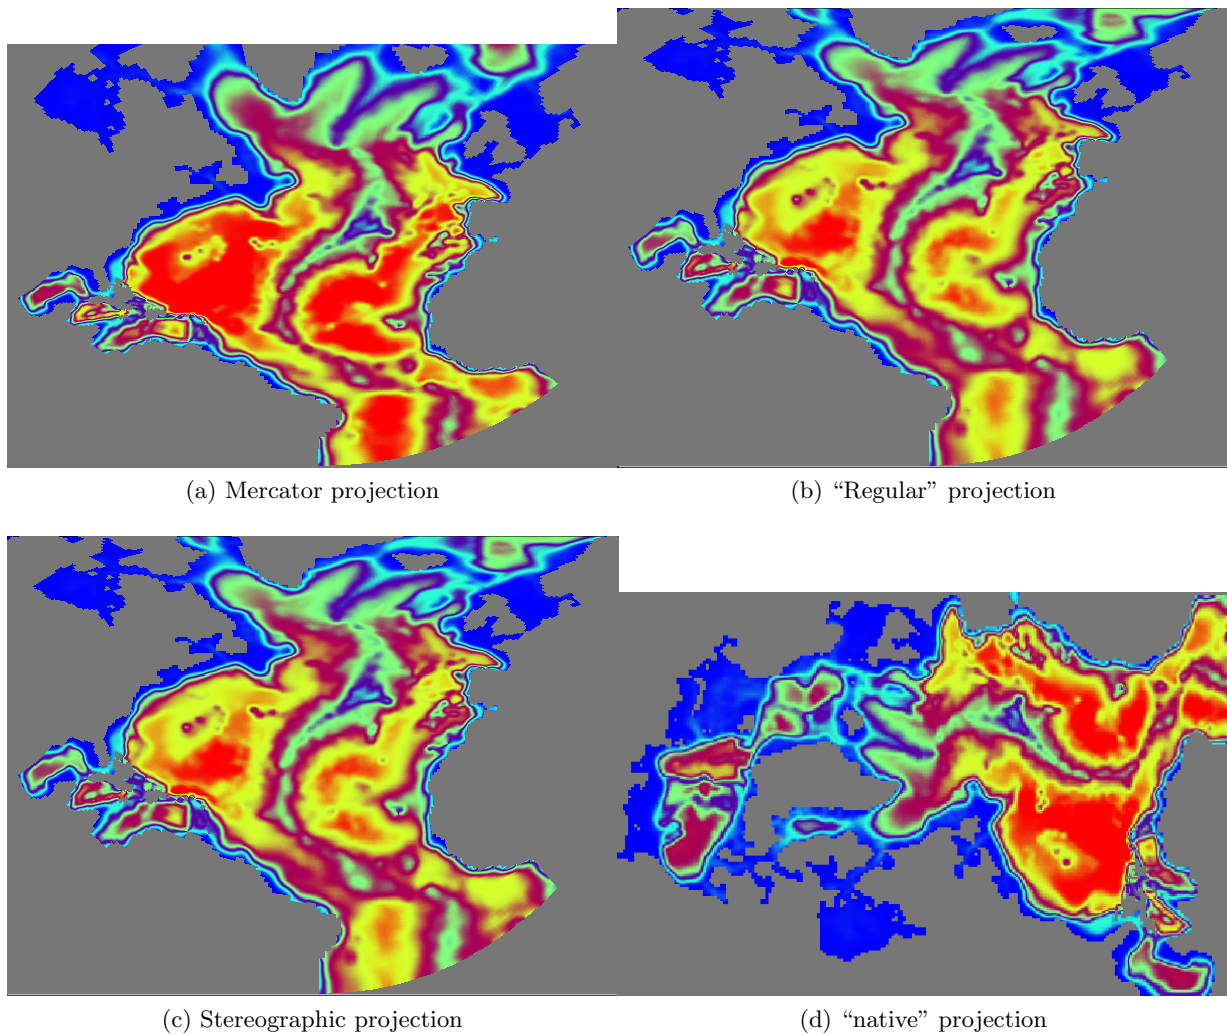 (a) Mercator projection
(b) “Regular” projection
(c) Stereographic projection
(d) “native” projection